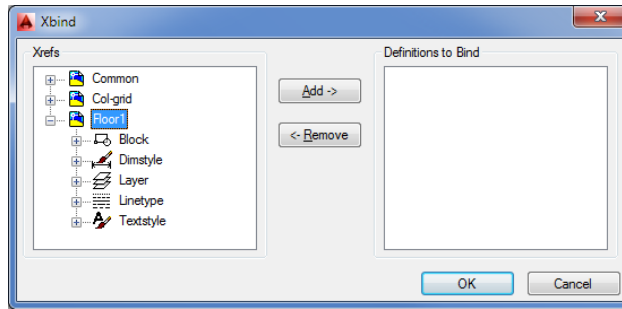 Xbind
Xrefs
Common
Col-grid
Floor1
Block
Dimstyle
Layer
Linetype
Textstyle
Add ->
<- Remove
Definitions to Bind
OK
Cancel